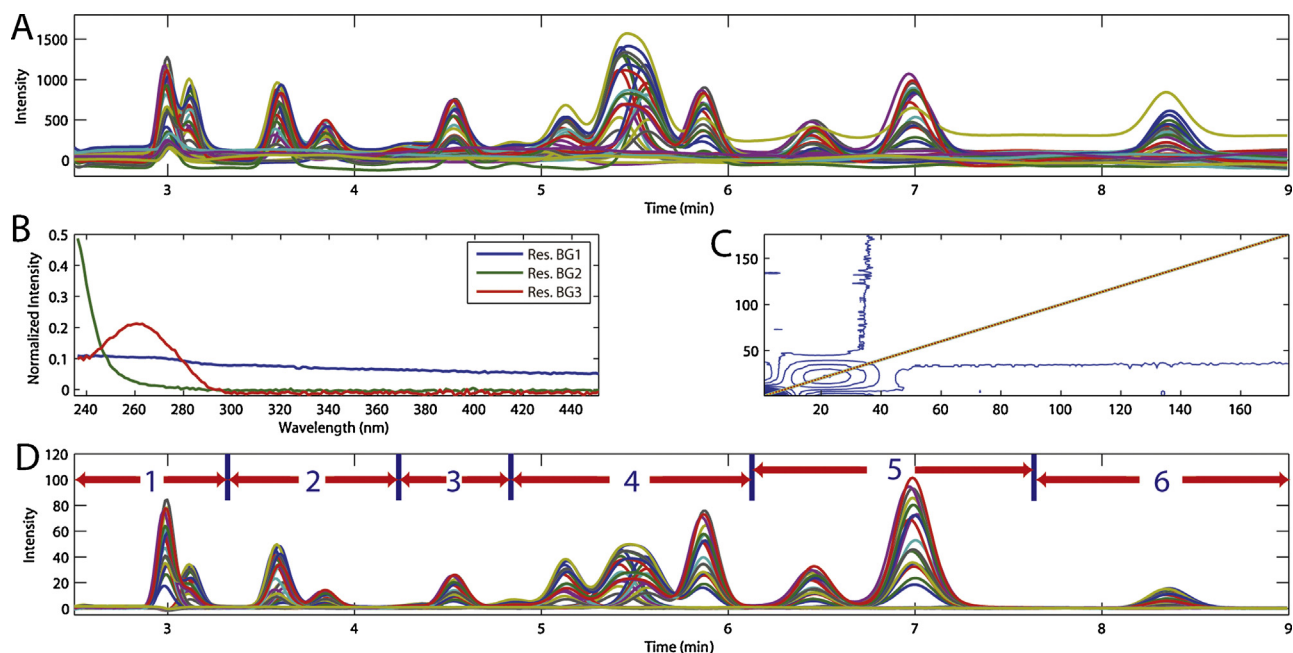 A
Intensity
1500
1000
500
0
3 4 5 6 7 8 9
Time (min)
B
Normalized Intensity
0.5
0.4
0.3
0.2
0.1
0
Res. BG1
Res. BG2
Res. BG3
240 260 280 300 320 340 360 380 400 420 440
Wavelength (nm)
C
150
100
50
20 40 60 80 100 120 140 160
D
Intensity
120
100
80
60
40
20
0
1 2 3 4 5 6
3 4 5 6 7 8 9
Time (min)